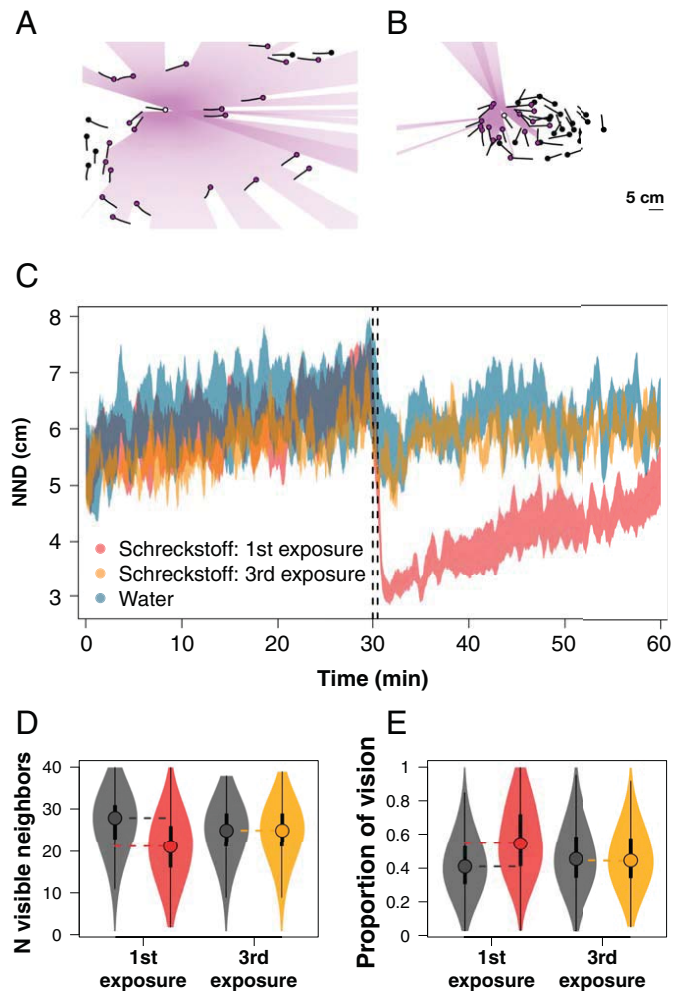 A
B
5 cm
C
8
7
6
5
4
3
NND (cm)
Schreckstoff: 1st exposure
Schreckstoff: 3rd exposure
Water
0 10 20 30 40 50 60
Time (min)
D
40
30
20
10
0
N visible neighbors
1st exposure
3rd exposure
E
1
0.8
0.6
0.4
0.2
0
Proportion of vision
1st exposure
3rd exposure